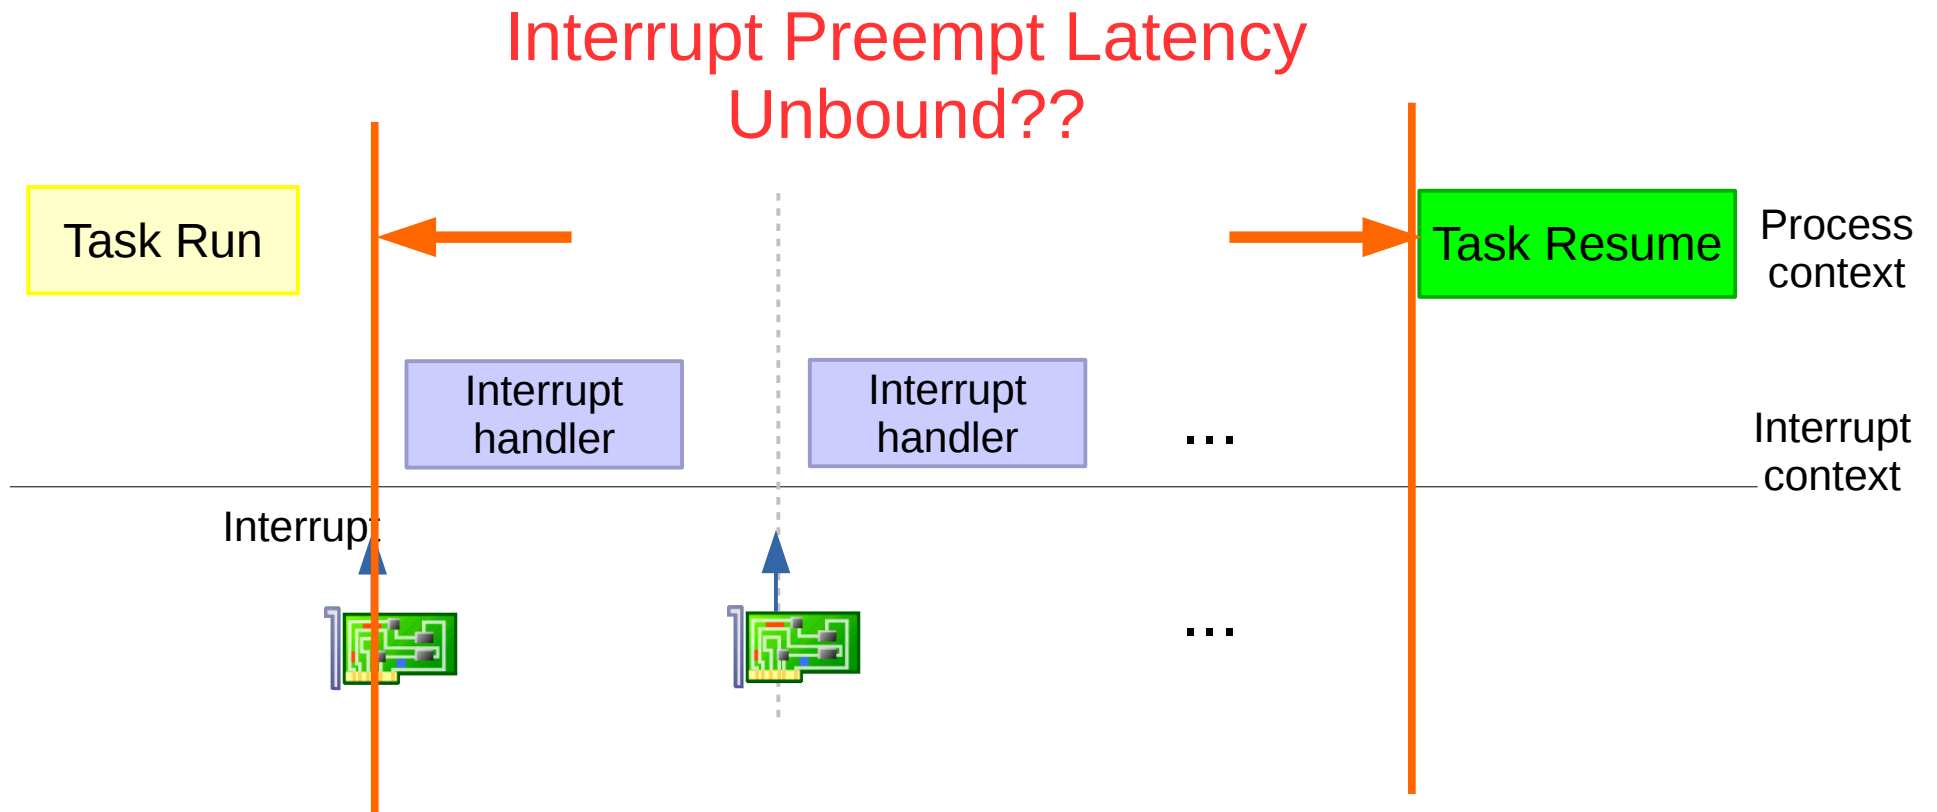 Interrupt Preempt Latency
Unbound??
Task Run
Task Resume
Process
context
Interrupt
handler
Interrupt
handler
...
Interrupt
context
Interrupt
...